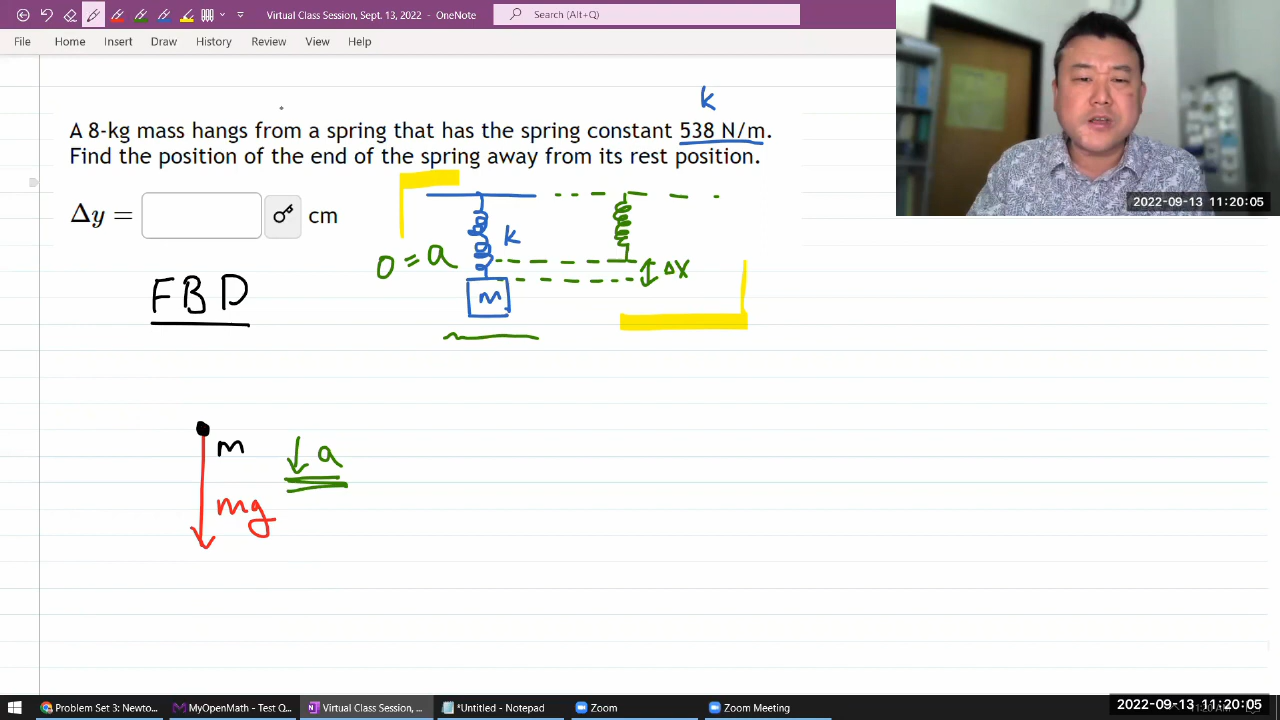 Virtual Class Session, Sept. 13, 2022 - OneNote
Search (Alt+Q)
File Home Insert Draw History Review View Help
k
A 8-kg mass hangs from a spring that has the spring constant 538 N/m.
Find the position of the end of the spring away from its rest position.
Δy = cm
k
0 = a
Δx
m
FBD
m
↓ a
mg
2022-09-13 11:20:05
Problem Set 3: Newto...
MyOpenMath - Test Q...
Virtual Class Session, ...
*Untitled - Notepad
Zoom
Zoom Meeting
2022-09-13 11:20:05